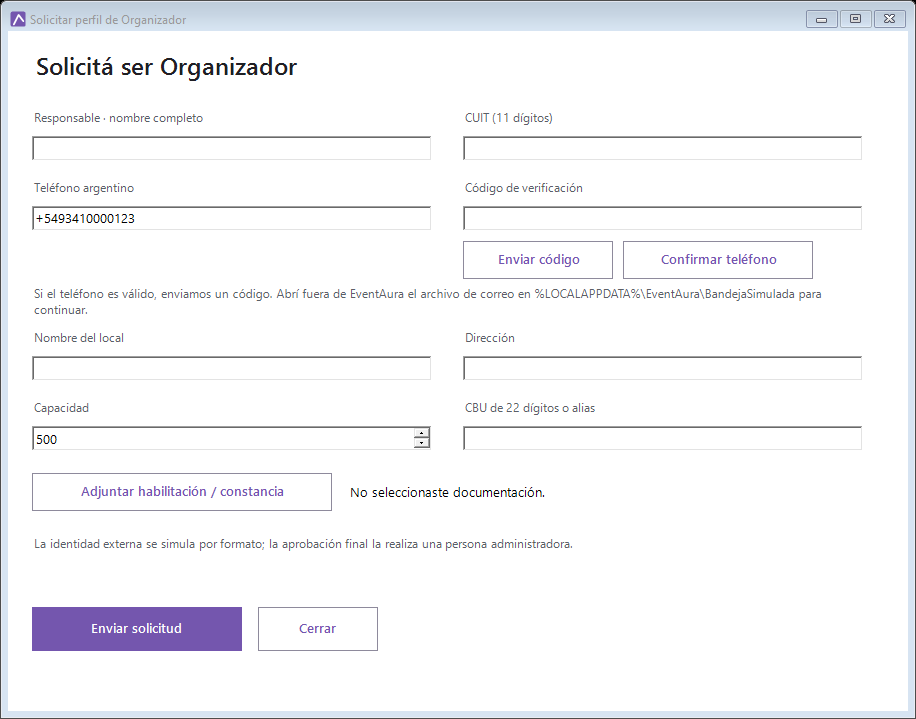 Solicitar perfil de Organizador
Solicitá ser Organizador
Responsable · nombre completo
CUIT (11 dígitos)
Teléfono argentino
Código de verificación
+5493410000123
Enviar código
Confirmar teléfono
Si el teléfono es válido, enviamos un código. Abrí fuera de EventAura el archivo de correo en %LOCALAPPDATA%\EventAura\BandejaSimulada para
continuar.
Nombre del local
Dirección
Capacidad
CBU de 22 dígitos o alias
500
Adjuntar habilitación / constancia
No seleccionaste documentación.
La identidad externa se simula por formato; la aprobación final la realiza una persona administradora.
Enviar solicitud
Cerrar